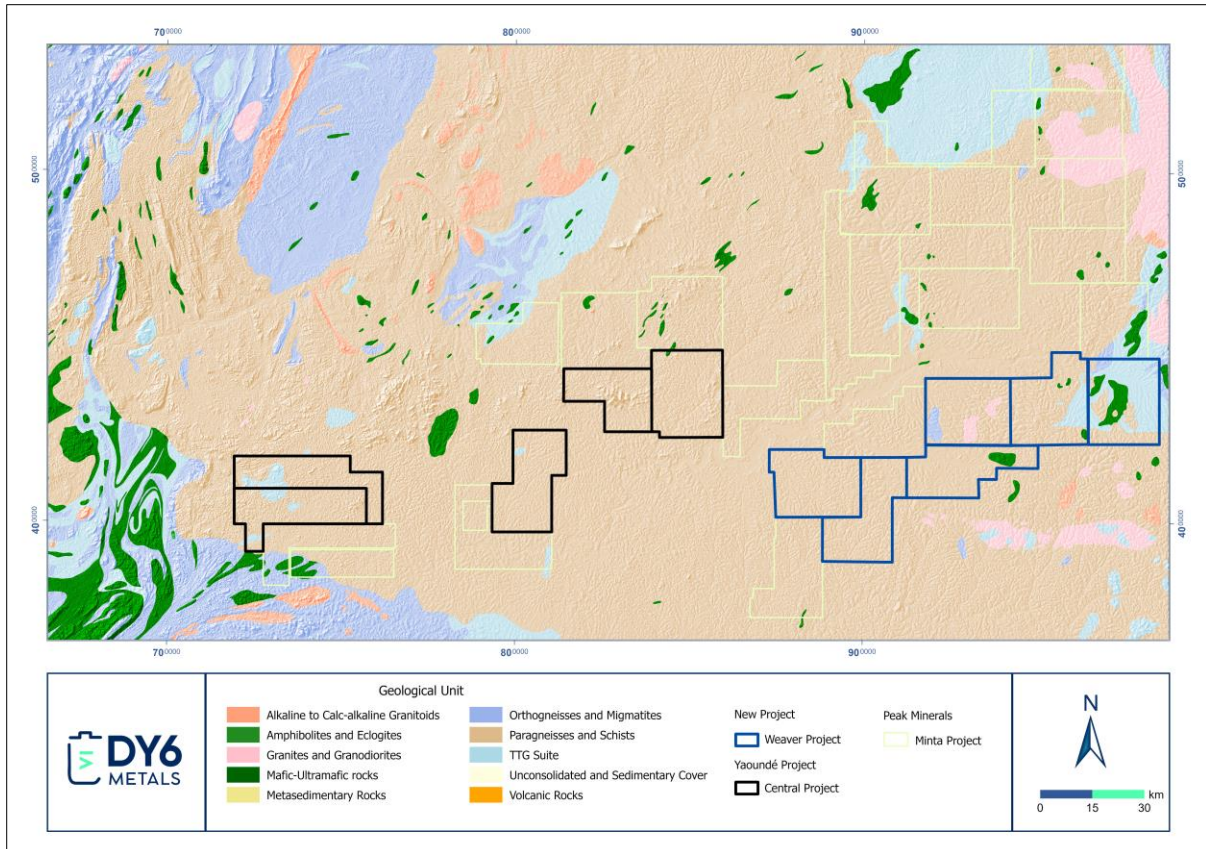 700000 800000 900000
500000 500000
400000 400000
700000 800000 900000
VI DY6
METALS
Geological Unit
Alkaline to Calc-alkaline Granitoids
Amphibolites and Eclogites
Granites and Granodiorites
Mafic-Ultramafic rocks
Metasedimentary Rocks
Orthogneisses and Migmatites
Paragneisses and Schists
TTG Suite
Unconsolidated and Sedimentary Cover
Volcanic Rocks
New Project
Weaver Project
Yaoundé Project
Central Project
Peak Minerals
Minta Project
N
km
0 15 30